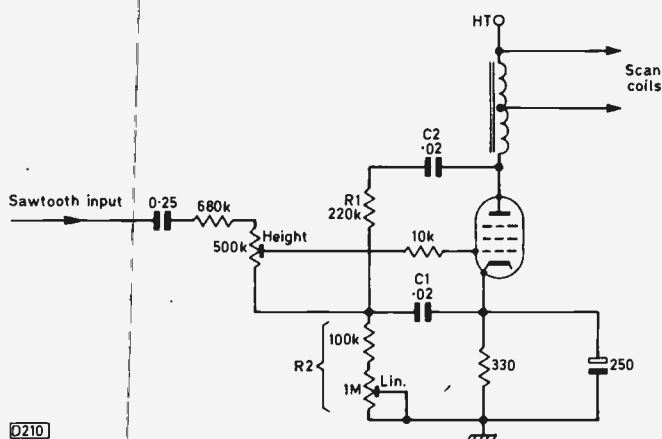 HT
Scan
coils
C2
·02
R1
220k
Sawtooth input
0·25
680k
500k
Height
10k
C1
·02
R2
100k
1M
Lin.
330
250
D210